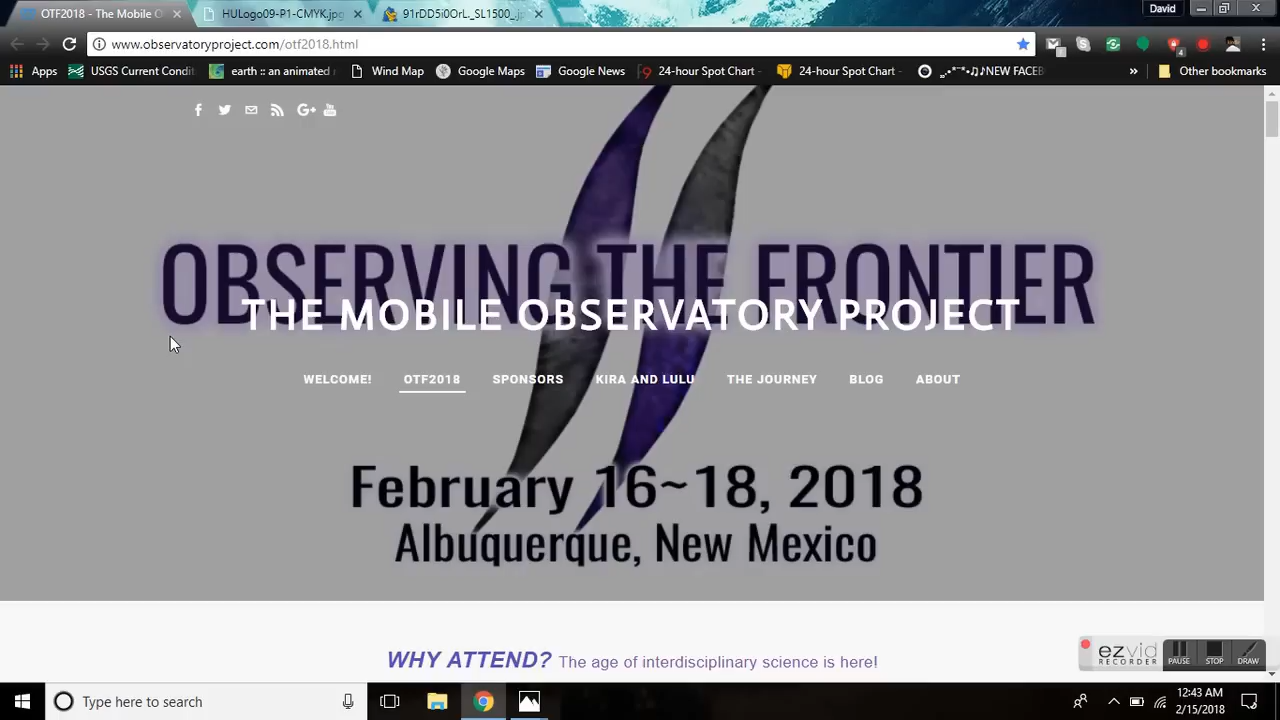 OTF2018 - The Mobile O
HULogo09-P1-CMYK.jpg
91rDD5i0OrL._SL1500_.j
David
www.observatoryproject.com/otf2018.html
Apps
USGS Current Condit
earth :: an animated
Wind Map
Google Maps
Google News
24-hour Spot Chart -
24-hour Spot Chart -
NEW FACEB
»
Other bookmarks
OBSERVING THE FRONTIER
THE MOBILE OBSERVATORY PROJECT
WELCOME! OTF2018 SPONSORS KIRA AND LULU THE JOURNEY BLOG ABOUT
February 16~18, 2018
Albuquerque, New Mexico
WHY ATTEND? The age of interdisciplinary science is here!
ezvid
RECORDER
PAUSE STOP DRAW
Type here to search
12:43 AM
2/15/2018